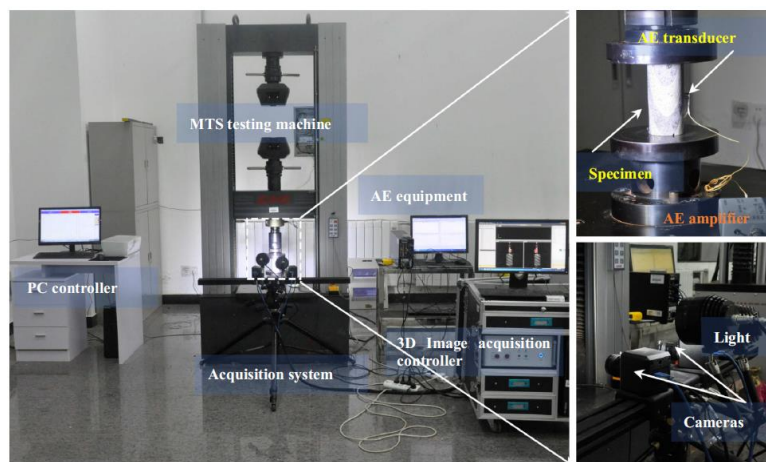 MTS testing machine
AE equipment
PC controller
3D Image acquisition
controller
Acquisition system
AE transducer
Specimen
AE amplifier
Light
Cameras